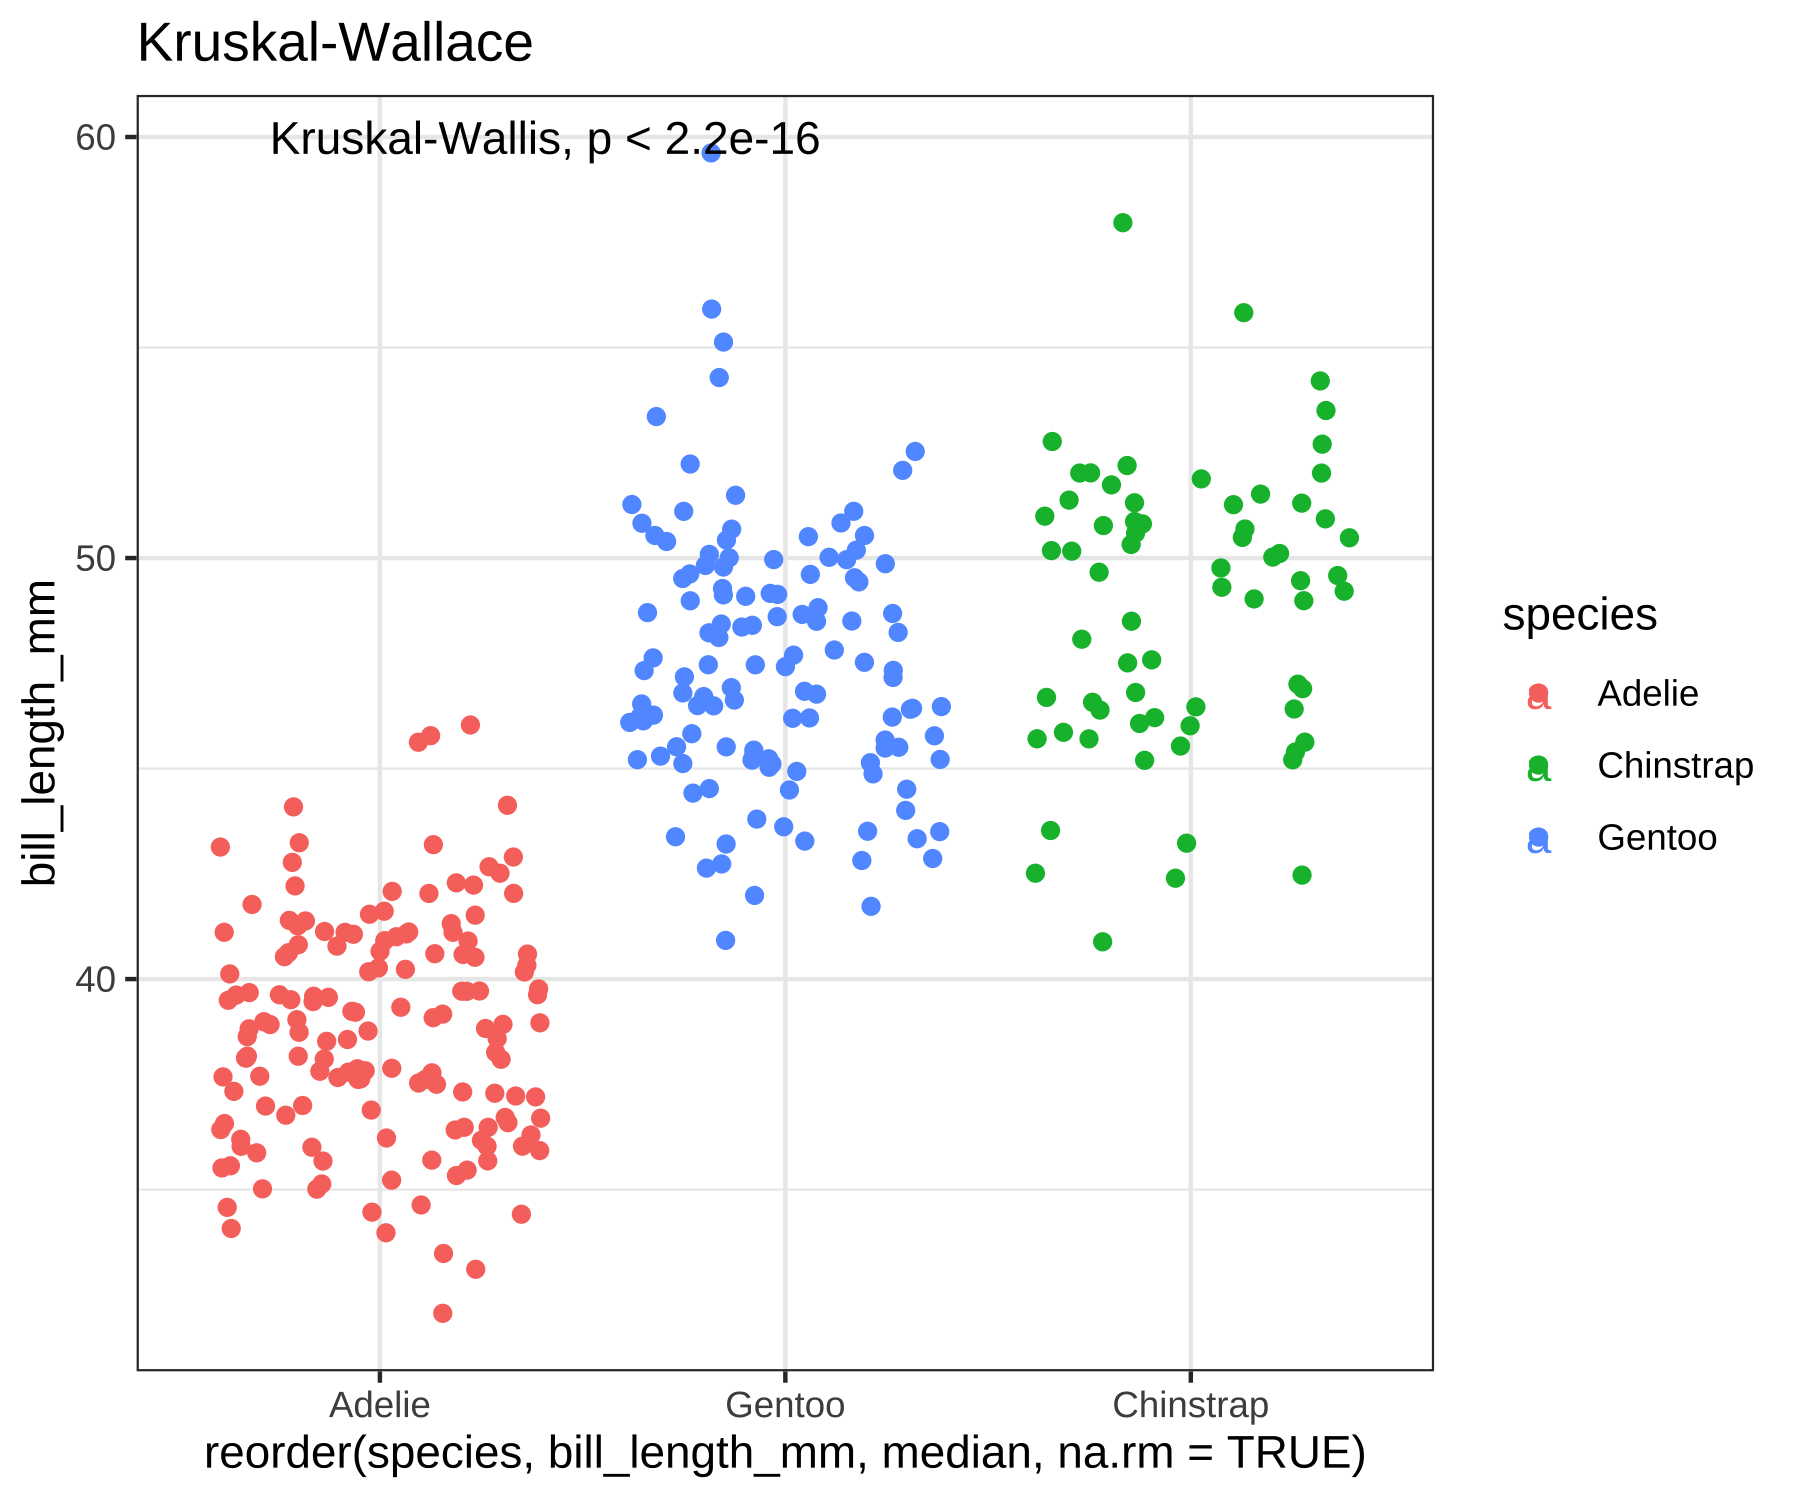 Kruskal-Wallace
Kruskal-Wallis, p < 2.2e-16
60
50
40
bill_length_mm
Adelie Gentoo Chinstrap
reorder(species, bill_length_mm, median, na.rm = TRUE)
species
a Adelie
a Chinstrap
a Gentoo